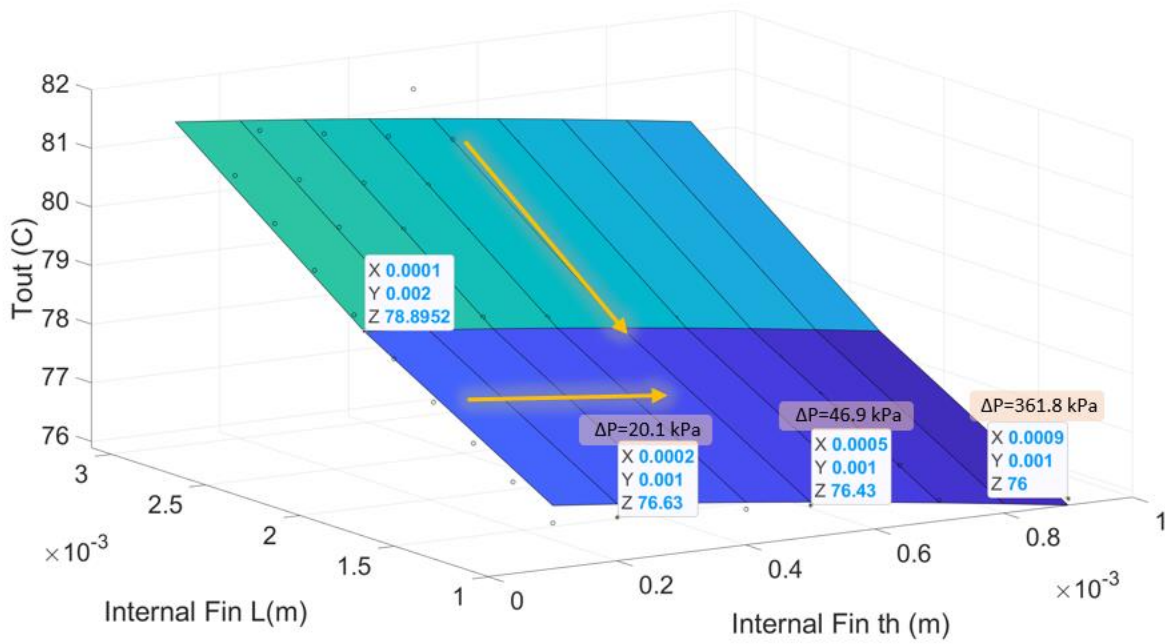 82
81
80
79
78
77
76
Tout (C)
X 0.0001
Y 0.002
Z 78.8952
ΔP=20.1 kPa
X 0.0002
Y 0.001
Z 76.63
ΔP=46.9 kPa
X 0.0005
Y 0.001
Z 76.43
ΔP=361.8 kPa
X 0.0009
Y 0.001
Z 76
3
2.5
2
1.5
1
×10⁻³
Internal Fin L(m)
0
0.2
0.4
0.6
0.8
1
×10⁻³
Internal Fin th (m)